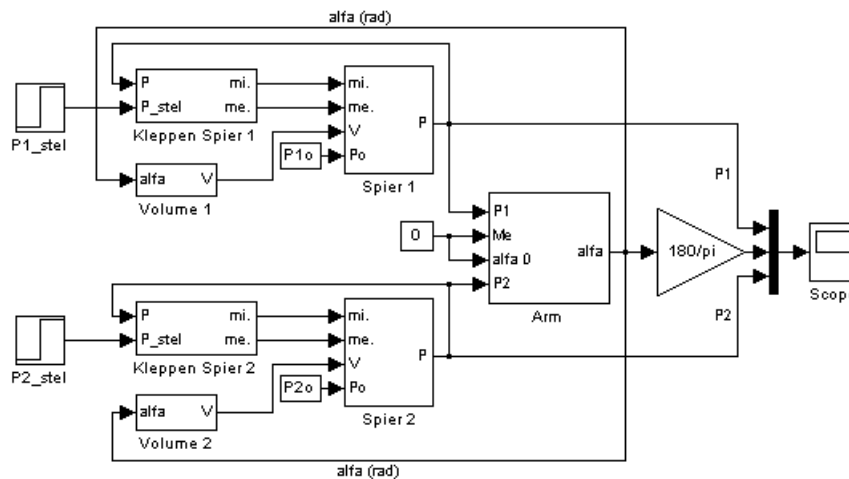 alfa (rad)
P
P_stel
mi.
me.
Kleppen Spier 1
P1_stel
alfa
V
Volume 1
P1o
mi.
me.
V
Po
P
Spier 1
P1
0
P1
Me
alfa 0
P2
alfa
Arm
180/pi
P2
P
P_stel
mi.
me.
Kleppen Spier 2
P2_stel
alfa
V
Volume 2
P2o
mi.
me.
V
Po
P
Spier 2
alfa (rad)